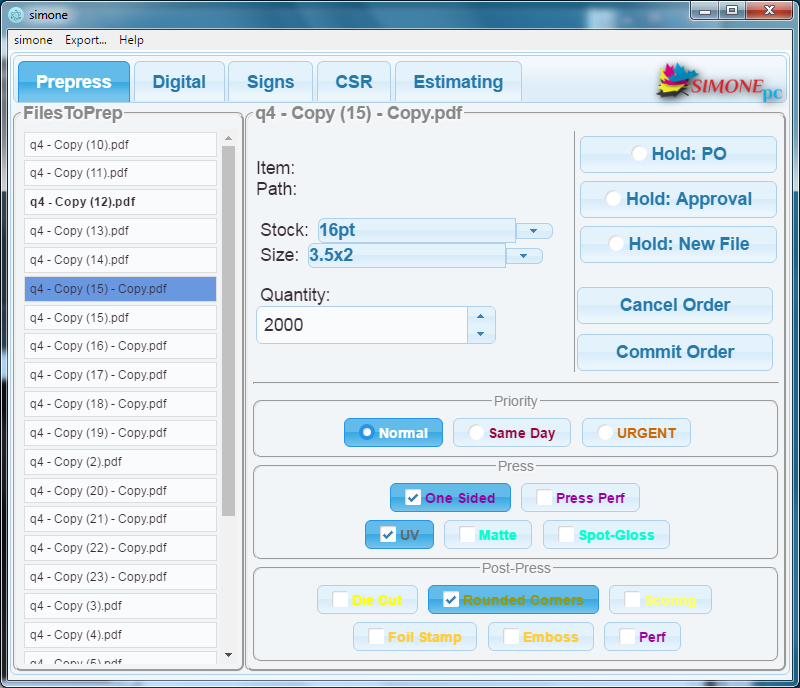 simone
simone Export... Help
Prepress Digital Signs CSR Estimating
SIMONE pc
FilesToPrep
q4 - Copy (10).pdf
q4 - Copy (11).pdf
q4 - Copy (12).pdf
q4 - Copy (13).pdf
q4 - Copy (14).pdf
q4 - Copy (15) - Copy.pdf
q4 - Copy (15).pdf
q4 - Copy (16) - Copy.pdf
q4 - Copy (17) - Copy.pdf
q4 - Copy (18) - Copy.pdf
q4 - Copy (19) - Copy.pdf
q4 - Copy (2).pdf
q4 - Copy (20) - Copy.pdf
q4 - Copy (21) - Copy.pdf
q4 - Copy (22) - Copy.pdf
q4 - Copy (23) - Copy.pdf
q4 - Copy (3).pdf
q4 - Copy (4).pdf
q4 - Copy (5).pdf
q4 - Copy (15) - Copy.pdf
Item:
Path:
Stock: 16pt
Size: 3.5x2
Quantity:
2000
Hold: PO
Hold: Approval
Hold: New File
Cancel Order
Commit Order
Priority
Normal Same Day URGENT
Press
One Sided Press Perf
UV Matte Spot-Gloss
Post-Press
Die Cut Rounded Corners Scoring
Foil Stamp Emboss Perf